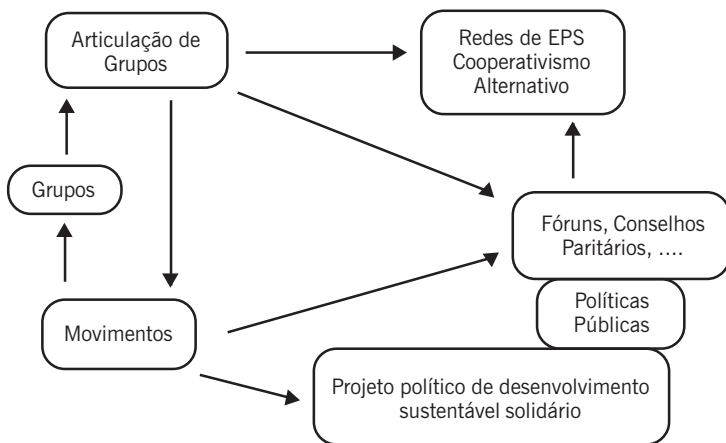 Articulação de
Grupos
Redes de EPS
Cooperativismo
Alternativo
Grupos
Fóruns, Conselhos
Paritários, ....
Movimentos
Políticas
Públicas
Projeto político de desenvolvimento
sustentável solidário